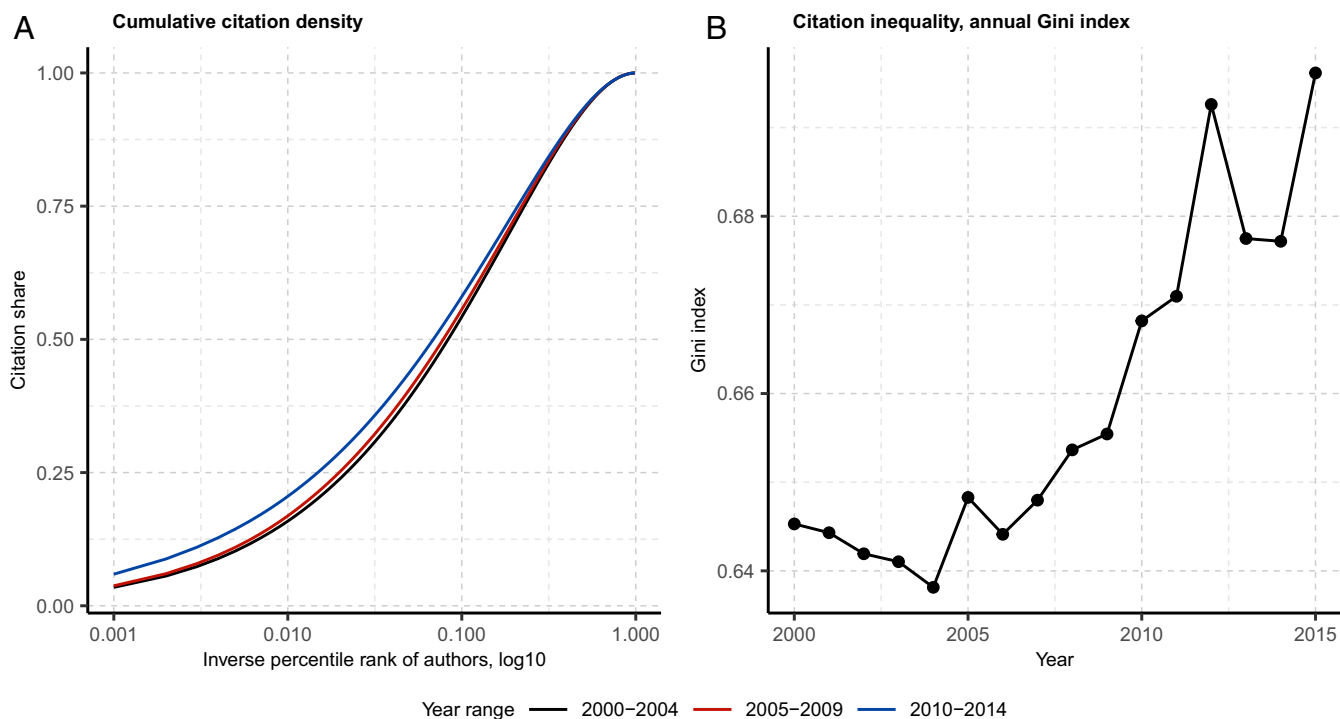 A
Cumulative citation density
1.00
0.75
0.50
0.25
0.00
Citation share
0.001 0.010 0.100 1.000
Inverse percentile rank of authors, log10
B
Citation inequality, annual Gini index
0.68
0.66
0.64
Gini index
2000 2005 2010 2015
Year
Year range 2000−2004 2005−2009 2010−2014